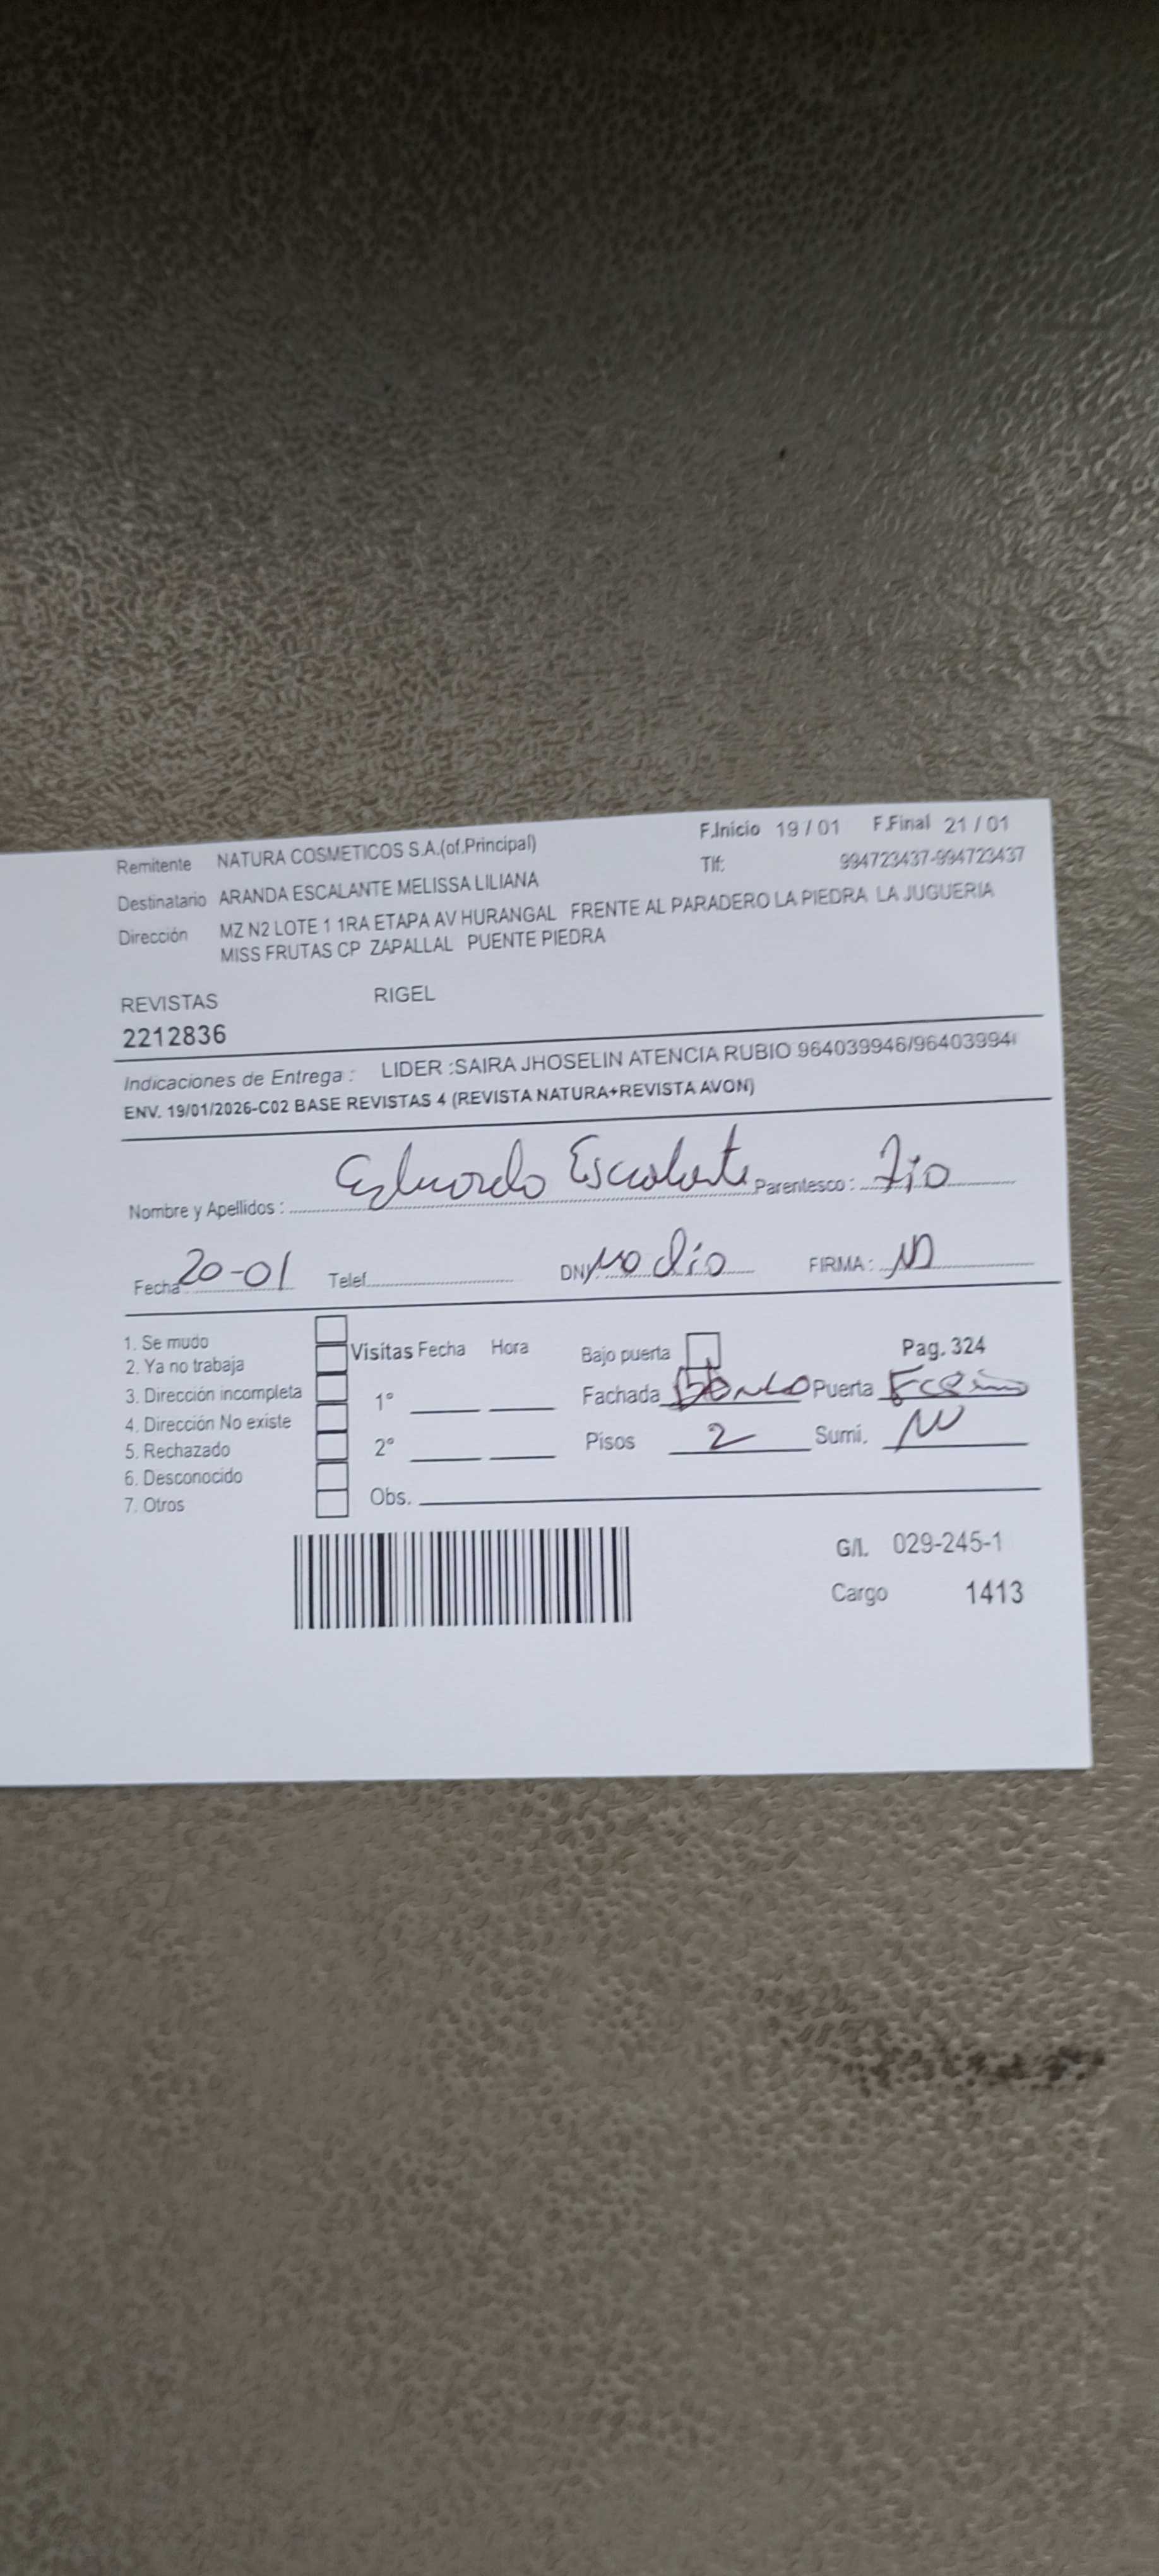 F.Inicio 19 / 01 F.Final 21 / 01
Remitente NATURA COSMETICOS S.A.(of.Principal)
Tlf: 994723437-994723437
Destinatario ARANDA ESCALANTE MELISSA LILIANA
Dirección MZ N2 LOTE 1 1RA ETAPA AV HURANGAL FRENTE AL PARADERO LA PIEDRA LA JUGUERIA
MISS FRUTAS CP ZAPALLAL PUENTE PIEDRA
REVISTAS RIGEL
2212836
Indicaciones de Entrega : LIDER :SAIRA JHOSELIN ATENCIA RUBIO 964039946/96403994
ENV. 19/01/2026-C02 BASE REVISTAS 4 (REVISTA NATURA+REVISTA AVON)
Nombre y Apellidos : Eduardo Escalante Parentesco : Tio
Fecha: 20-01 Telef. DNI: no dio FIRMA :
1. Se mudo
2. Ya no trabaja
3. Dirección incompleta
4. Dirección No existe
5. Rechazado
6. Desconocido
7. Otros
Visitas Fecha Hora
1°
2°
Obs.
Bajo puerta Pag. 324
Fachada Puerta
Pisos 2 Sumi.
G/I. 029-245-1
Cargo 1413